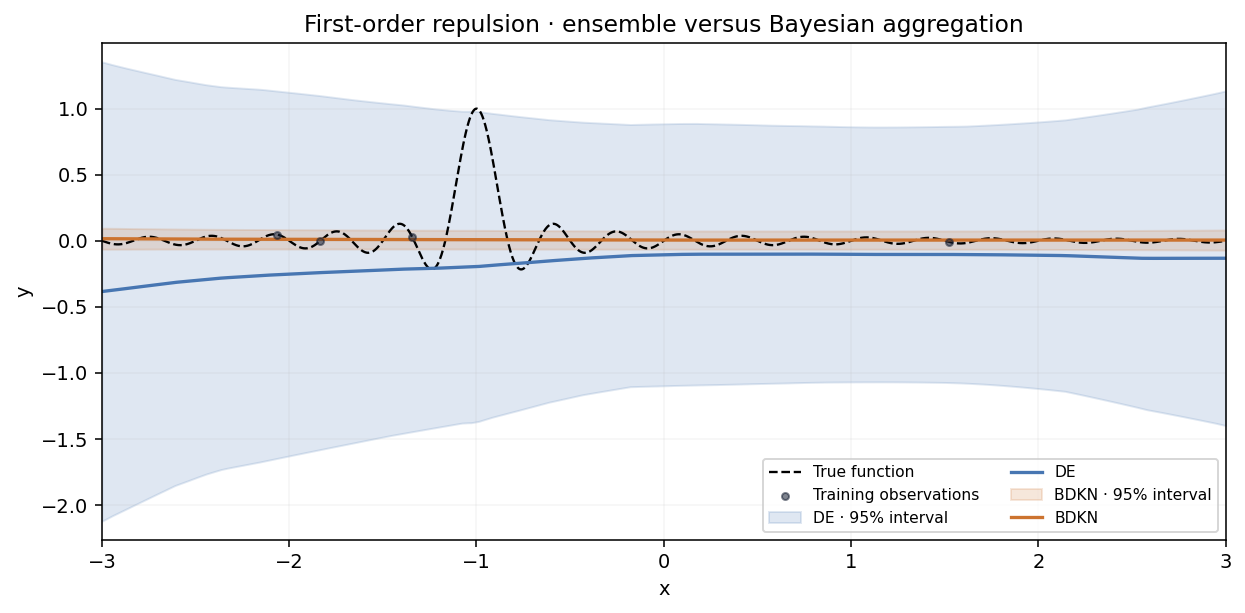 First-order repulsion · ensemble versus Bayesian aggregation
y
1.0
0.5
0.0
−0.5
−1.0
−1.5
−2.0
True function
Training observations
DE · 95% interval
DE
BDKN · 95% interval
BDKN
−3
−2
−1
0
1
2
3
x